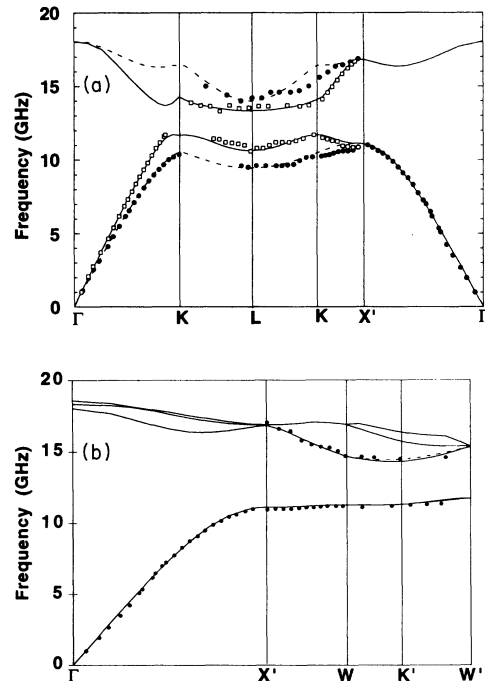 20
15
10
5
0
Frequency (GHz)
(a)
Γ K L K X' Γ
20
15
10
5
0
Frequency (GHz)
(b)
Γ X' W K' W'